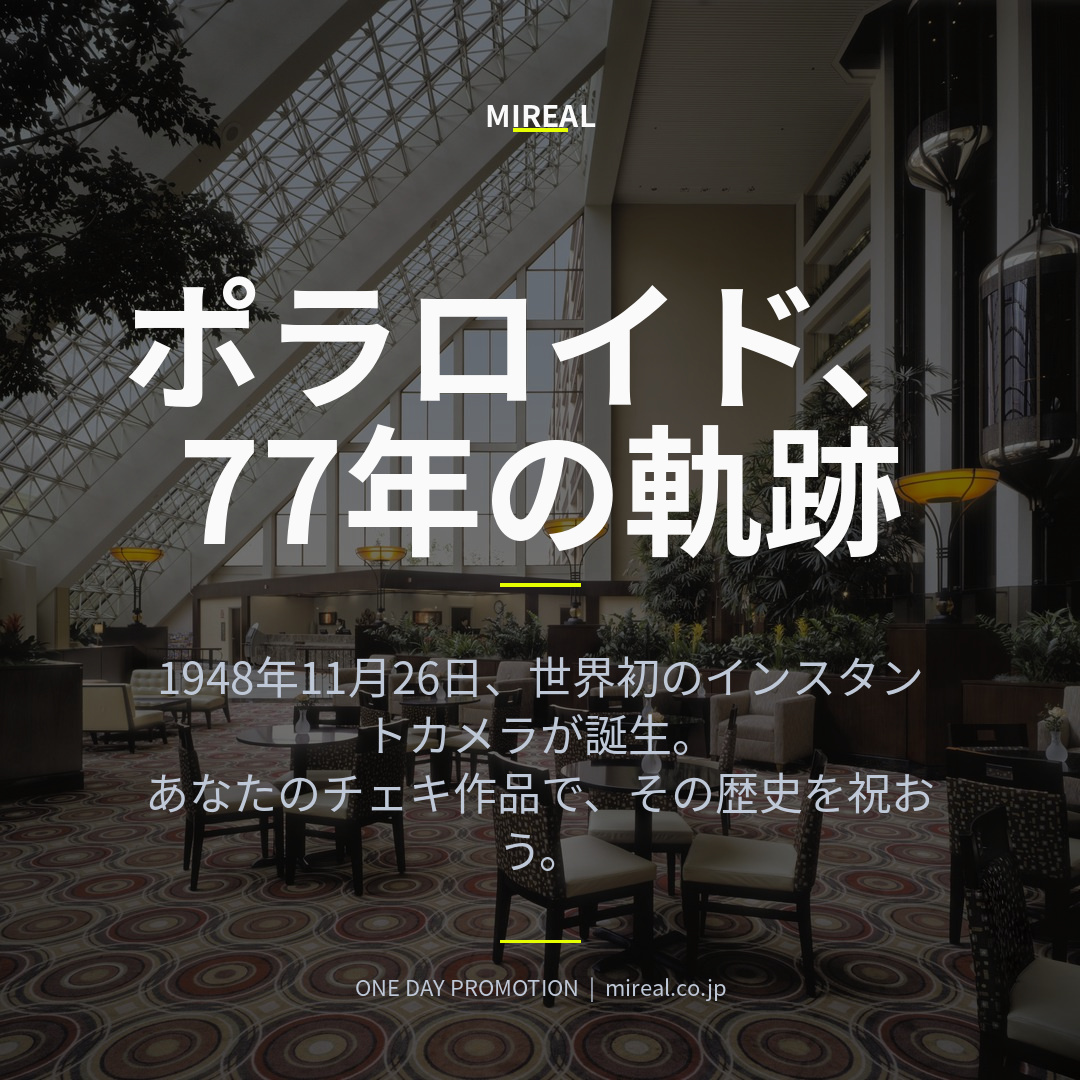 MIREAL
ポラロイド、
77年の軌跡
1948年11月26日、世界初のインスタン
トカメラが誕生。
あなたのチェキ作品で、その歴史を祝お
う。
ONE DAY PROMOTION | mireal.co.jp